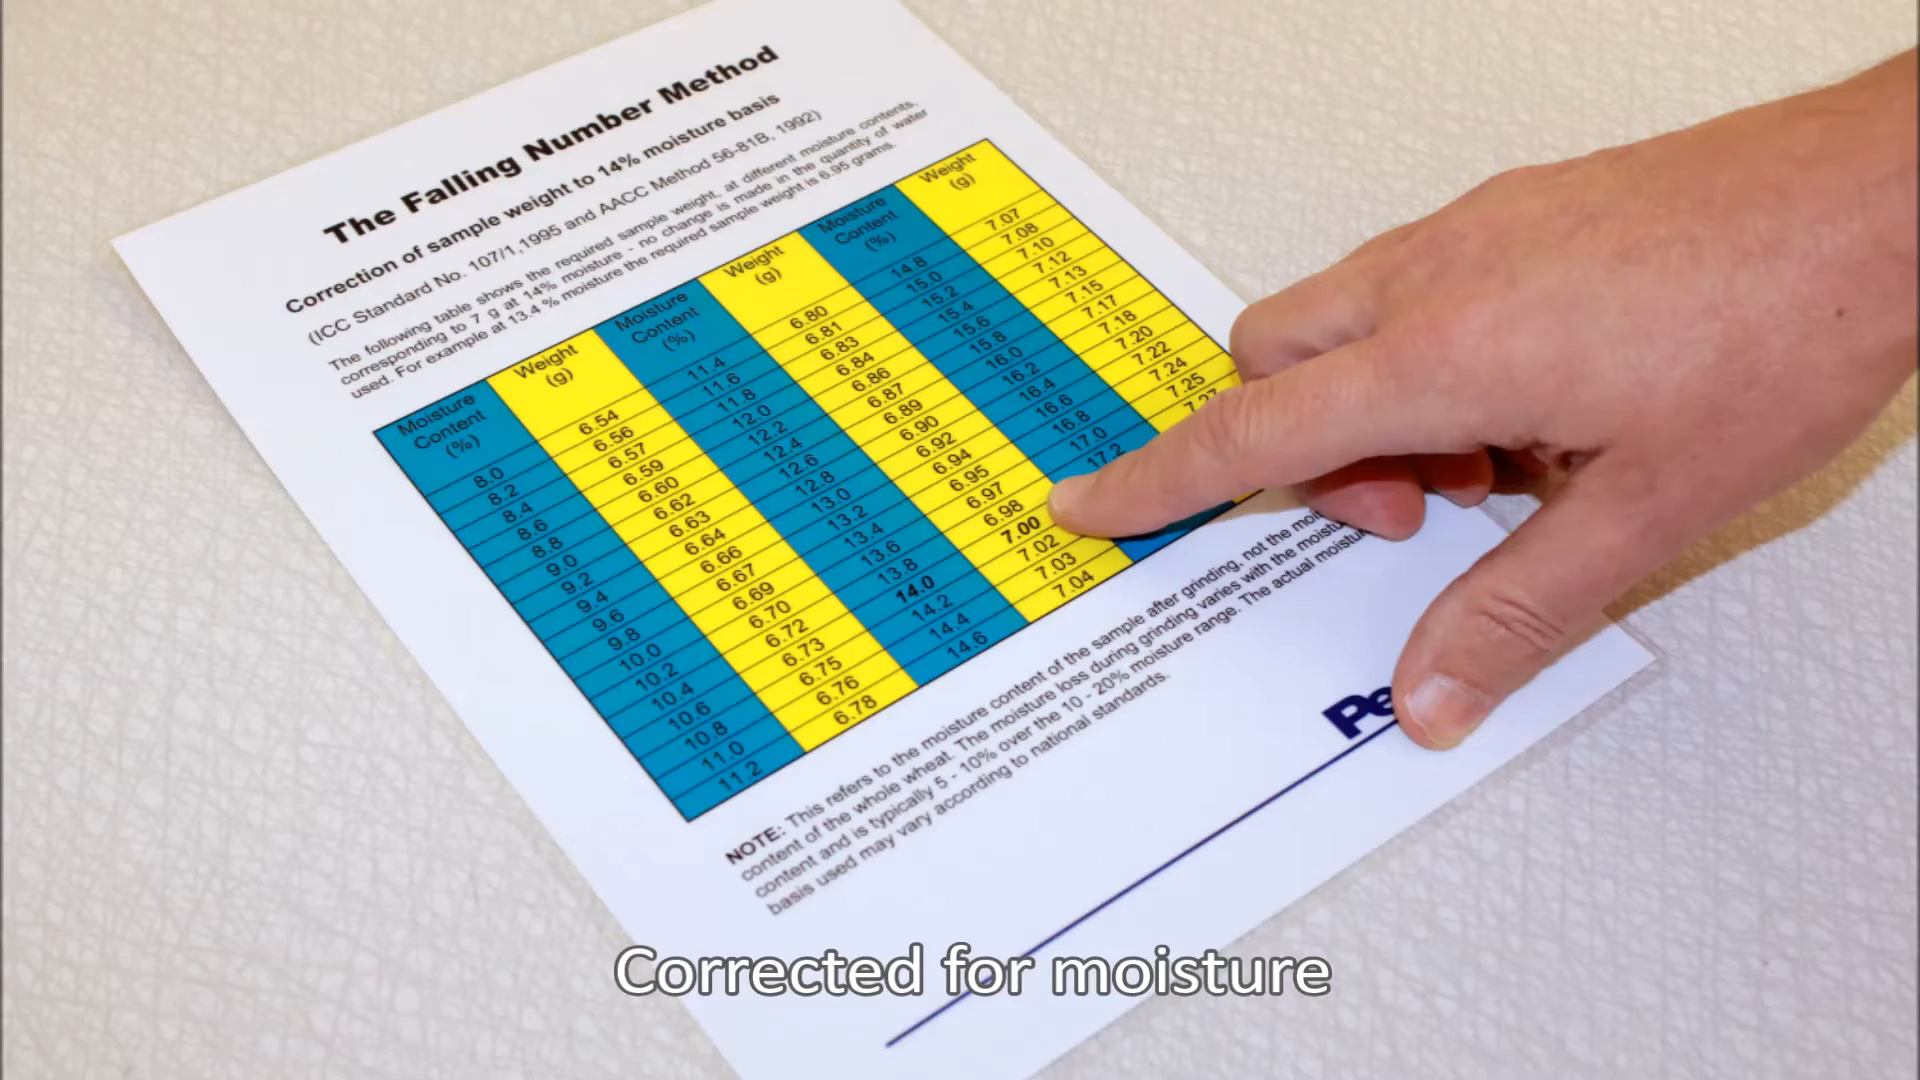 The Falling Number Method
Correction of sample weight to 14% moisture basis
(ICC Standard No. 107/1,1995 and AACC Method 56-81B, 1992)
The following table shows the required sample weight, at different moisture contents,
corresponding to 7 g at 14% moisture - no change is made in the quantity of water
used. For example at 13.4 % moisture the required sample weight is 6.95 grams.
Moisture Content (%) Weight (g) Moisture Content (%) Weight (g) Moisture Content (%) Weight (g)
8.0 6.54 11.4 6.80 14.8 7.07
8.2 6.56 11.6 6.81 15.0 7.08
8.4 6.57 11.8 6.83 15.2 7.10
8.6 6.59 12.0 6.84 15.4 7.12
8.8 6.60 12.2 6.86 15.6 7.13
9.0 6.62 12.4 6.87 15.8 7.15
9.2 6.63 12.6 6.89 16.0 7.17
9.4 6.64 12.8 6.90 16.2 7.18
9.6 6.66 13.0 6.92 16.4 7.20
9.8 6.67 13.2 6.94 16.6 7.22
10.0 6.69 13.4 6.95 16.8 7.24
10.2 6.70 13.6 6.97 17.0 7.25
10.4 6.72 13.8 6.98 17.2
10.6 6.73 14.0 7.00
10.8 6.75 14.2 7.02
11.0 6.76 14.4 7.03
11.2 6.78 14.6 7.04
NOTE: This refers to the moisture content of the sample after grinding, not the
content of the whole wheat. The moisture loss during grinding varies with the
content and is typically 5 - 10% over the 10 - 20% moisture range. The actual
basis used may vary according to national standards.
Corrected for moisture